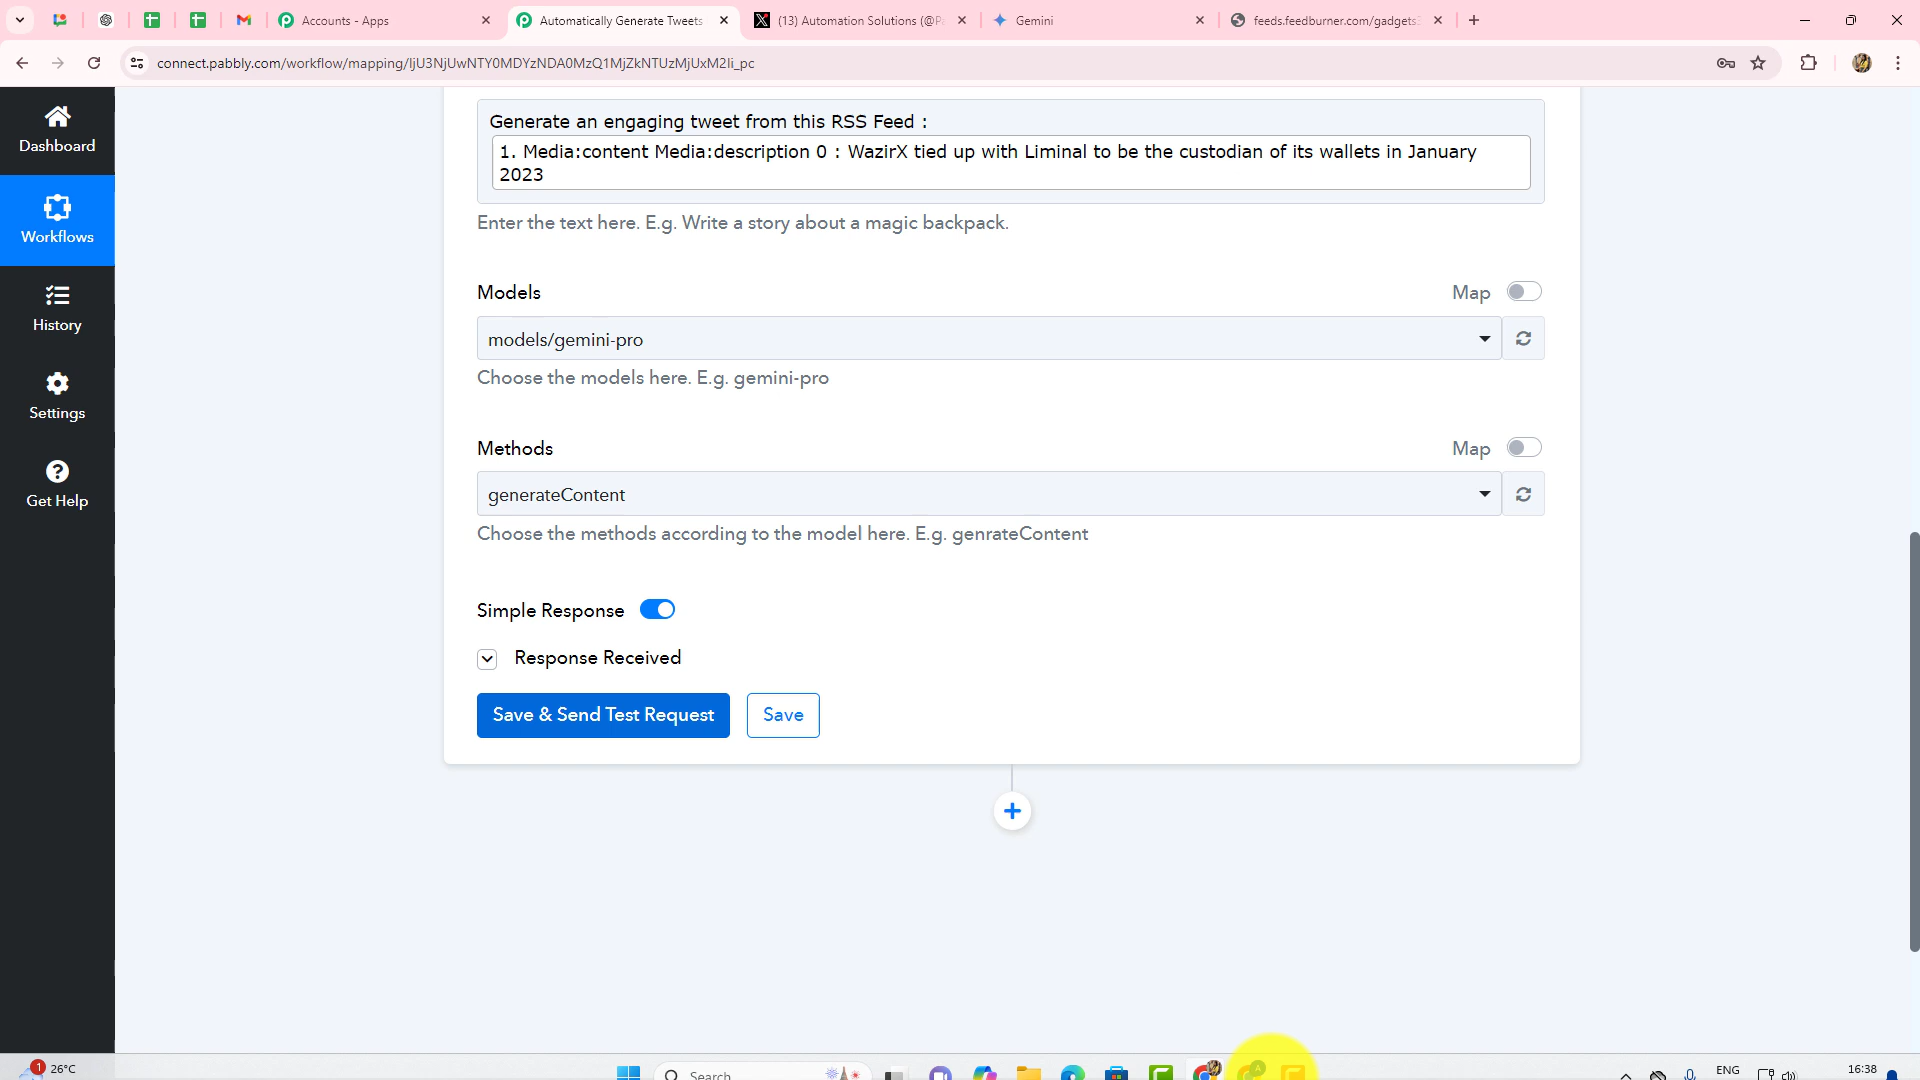 Accounts - Apps
Automatically Generate Tweets
(13) Automation Solutions (@P
Gemini
feeds.feedburner.com/gadgets
connect.pabbly.com/workflow/mapping/IjU3NjUwNTY0MDYzNDA0MzQ1MjZkNTUzMjUxM2Ii_pc
Dashboard
Workflows
History
Settings
Get Help
Generate an engaging tweet from this RSS Feed :
1. Media:content Media:description 0 : WazirX tied up with Liminal to be the custodian of its wallets in January
2023
Enter the text here. E.g. Write a story about a magic backpack.
Models
Map
models/gemini-pro
Choose the models here. E.g. gemini-pro
Methods
Map
generateContent
Choose the methods according to the model here. E.g. genrateContent
Simple Response
Response Received
Save & Send Test Request
Save
1
26°C
Search
ENG
16:38